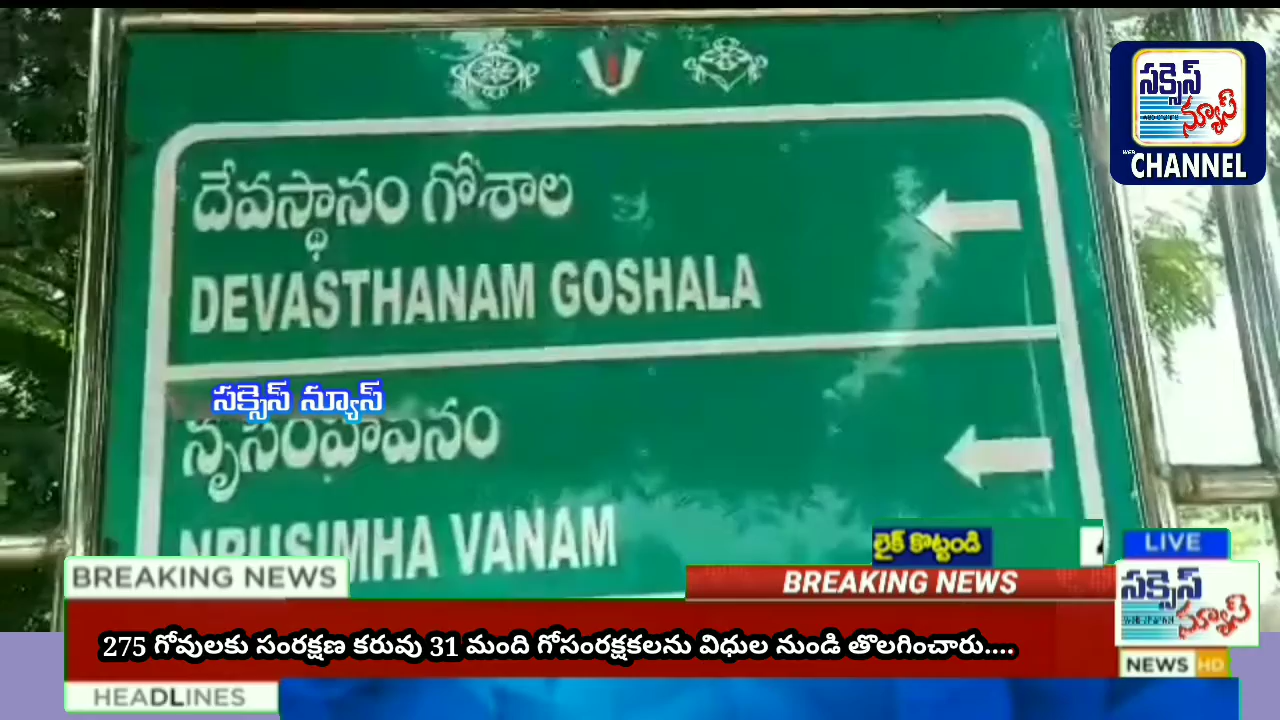 దేవస్థానం గోశాల
DEVASTHANAM GOSHALA
సక్సెస్ న్యూస్
నృసింహవనం
NRUSIMHA VANAM
సక్సెస్
న్యూస్
WEB
CHANNEL
లైక్ కొట్టండి
LIVE
BREAKING NEWS
BREAKING NEWS
సక్సెస్
న్యూస్
275 గోవులకు సంరక్షణ కరువు 31 మంది గోసంరక్షకలను విధుల నుండి తొలగించారు....
NEWS HD
HEADLINES